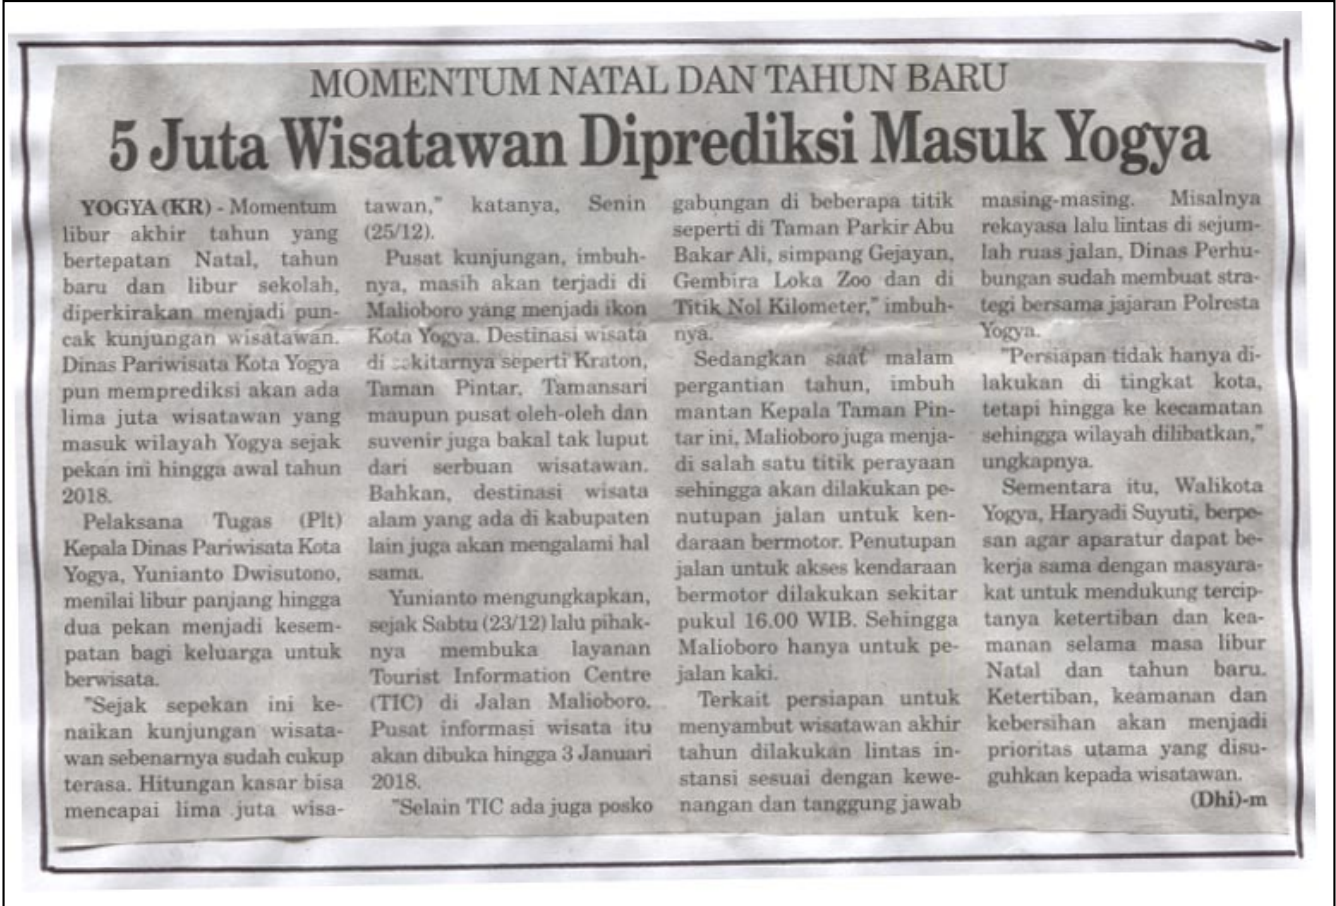 MOMENTUM NATAL DAN TAHUN BARU
5 Juta Wisatawan Diprediksi Masuk Yogya
YOGYA (KR) - Momentum
libur akhir tahun yang
bertepatan Natal, tahun
baru dan libur sekolah,
diperkirakan menjadi pun-
cak kunjungan wisatawan.
Dinas Pariwisata Kota Yogya
pun memprediksi akan ada
lima juta wisatawan yang
masuk wilayah Yogya sejak
pekan ini hingga awal tahun
2018.
Pelaksana Tugas (Plt)
Kepala Dinas Pariwisata Kota
Yogya, Yunianto Dwisutono,
menilai libur panjang hingga
dua pekan menjadi kesem-
patan bagi keluarga untuk
berwisata.
"Sejak sepekan ini ke-
naikan kunjungan wisata-
wan sebenarnya sudah cukup
terasa. Hitungan kasar bisa
mencapai lima juta wisa-
tawan," katanya, Senin
(25/12).
Pusat kunjungan, imbuh-
nya, masih akan terjadi di
Malioboro yang menjadi ikon
Kota Yogya. Destinasi wisata
di sekitarnya seperti Kraton,
Taman Pintar, Tamansari
maupun pusat oleh-oleh dan
suvenir juga bakal tak luput
dari serbuan wisatawan.
Bahkan, destinasi wisata
alam yang ada di kabupaten
lain juga akan mengalami hal
sama.
Yunianto mengungkapkan,
sejak Sabtu (23/12) lalu pihak-
nya membuka layanan
Tourist Information Centre
(TIC) di Jalan Malioboro.
Pusat informasi wisata itu
akan dibuka hingga 3 Januari
2018.
"Selain TIC ada juga posko
gabungan di beberapa titik
seperti di Taman Parkir Abu
Bakar Ali, simpang Gejayan,
Gembira Loka Zoo dan di
Titik Nol Kilometer," imbuh-
nya.
Sedangkan saat malam
pergantian tahun, imbuh
mantan Kepala Taman Pin-
tar ini, Malioboro juga menja-
di salah satu titik perayaan
sehingga akan dilakukan pe-
nutupan jalan untuk ken-
daraan bermotor. Penutupan
jalan untuk akses kendaraan
bermotor dilakukan sekitar
pukul 16.00 WIB. Sehingga
Malioboro hanya untuk pe-
jalan kaki.
Terkait persiapan untuk
menyambut wisatawan akhir
tahun dilakukan lintas in-
stansi sesuai dengan kewe-
nangan dan tanggung jawab
masing-masing. Misalnya
rekayasa lalu lintas di sejum-
lah ruas jalan, Dinas Perhu-
bungan sudah membuat stra-
tegi bersama jajaran Polresta
Yogya.
"Persiapan tidak hanya di-
lakukan di tingkat kota,
tetapi hingga ke kecamatan
sehingga wilayah dilibatkan,"
ungkapnya.
Sementara itu, Walikota
Yogya, Haryadi Suyuti, berpe-
san agar aparatur dapat be-
kerja sama dengan masyara-
kat untuk mendukung tercip-
tanya ketertiban dan kea-
manan selama masa libur
Natal dan tahun baru.
Ketertiban, keamanan dan
kebersihan akan menjadi
prioritas utama yang disu-
guhkan kepada wisatawan.
(Dhi)-m